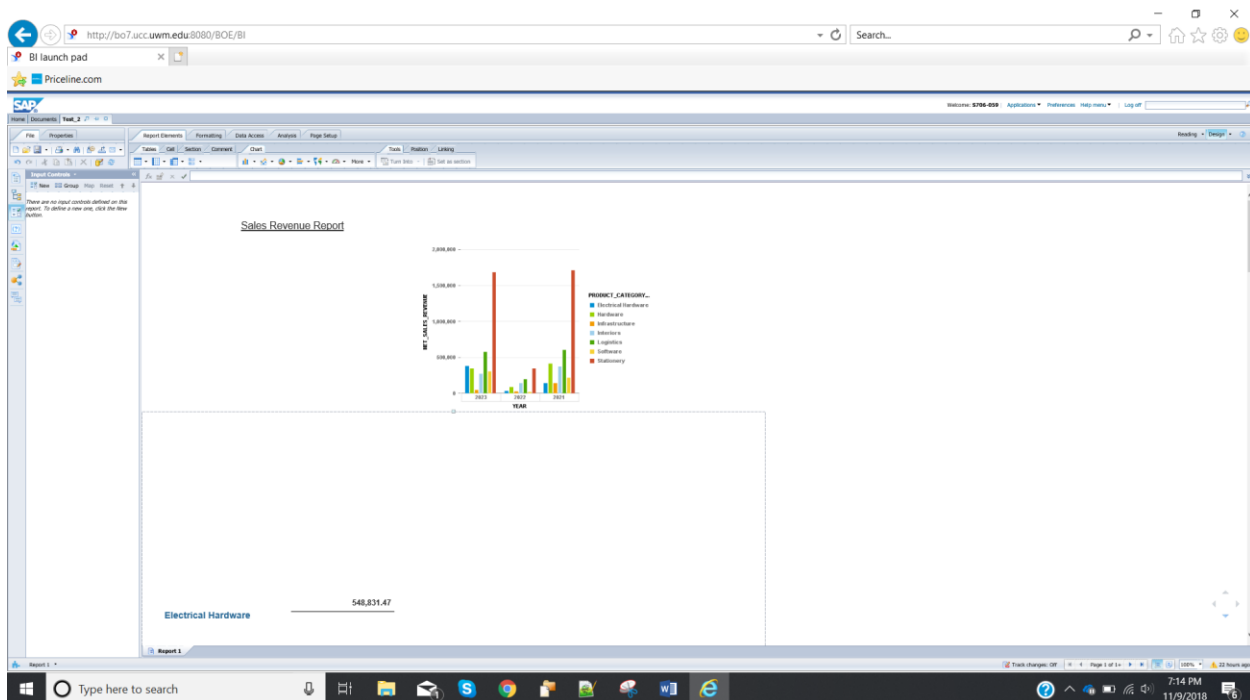 http://bo7.ucc.uwm.edu:8080/BOE/BI
Search...
BI launch pad
Priceline.com
SAP
Welcome: S706-059 | Applications Preferences Help menu | Log off
Home Documents Test_2
File Properties
Report Elements Formatting Data Access Analysis Page Setup
Reading Design
Tables Cell Section Comment Chart Tools Position Linking
More Turn Into Set as section
Input Controls
New Group Map Reset
There are no input controls defined on this
report. To define a new one, click the New
button.
Sales Revenue Report
2,000,000
1,500,000
1,000,000
500,000
0
NET_SALES_REVENUE
2023 2022 2021
YEAR
PRODUCT_CATEGORY...
Electrical Hardware
Hardware
Infrastructure
Interiors
Logistics
Software
Stationery
548,831.47
Electrical Hardware
Report 1
Report 1
Track changes: Off Page 1 of 1+ 100% 22 hours ago
Type here to search
7:14 PM
11/9/2018